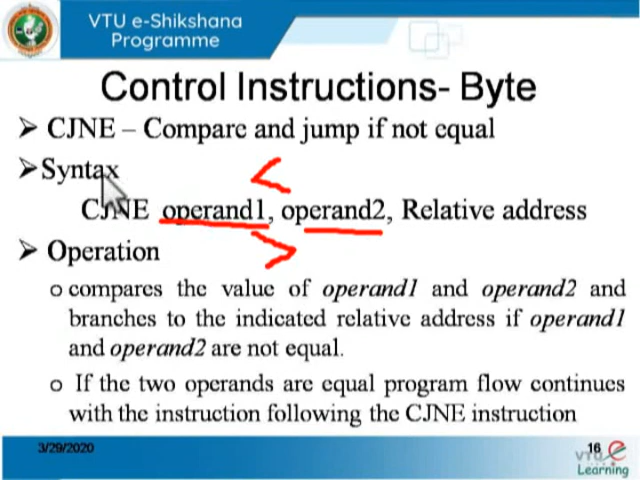 VTU e-Shikshana
Programme
Control Instructions- Byte
➤ CJNE – Compare and jump if not equal
➤Syntax
CJNE operand1, operand2, Relative address
➤ Operation
o compares the value of operand1 and operand2 and
branches to the indicated relative address if operand1
and operand2 are not equal.
o If the two operands are equal program flow continues
with the instruction following the CJNE instruction
3/29/2020
16
VTU e
Learning